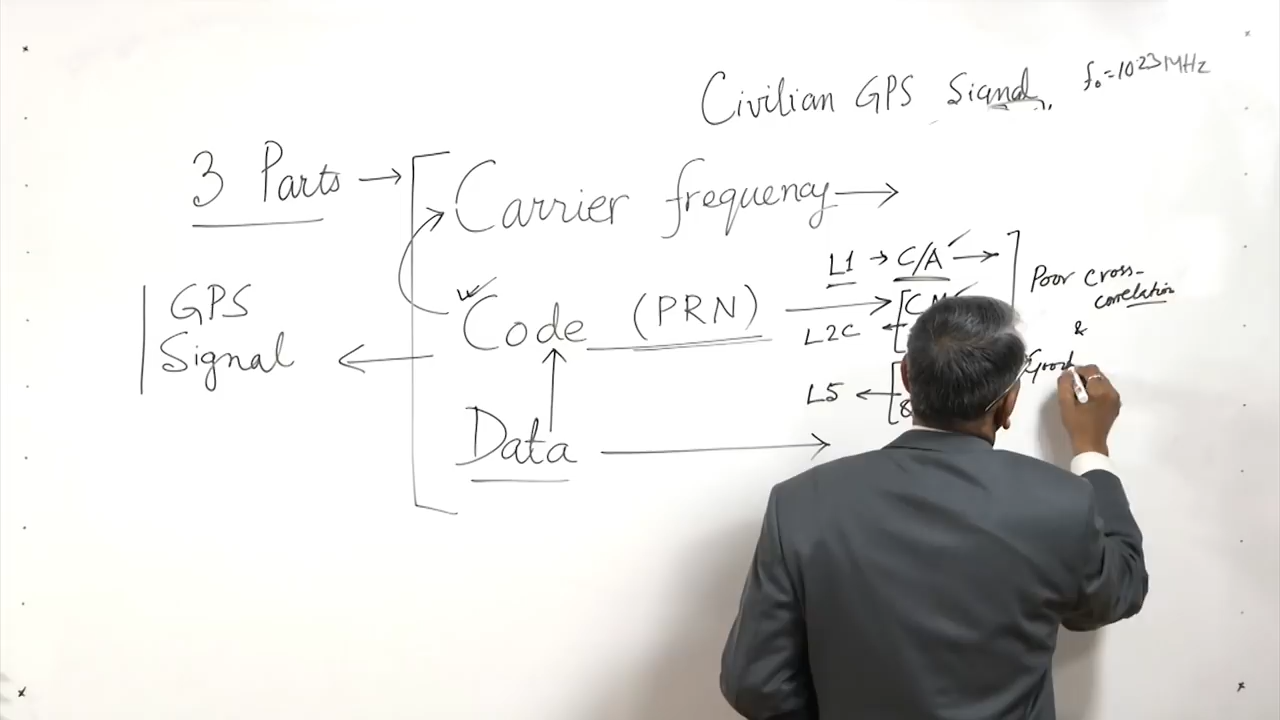 Civilian GPS Signal,
f₀=10.23MHz
3 Parts → Carrier frequency →
GPS
Signal
Code (PRN) →
L1 → C/A →
L2C ←
L5 ←
Poor cross-
correlation
&
Good
Data →